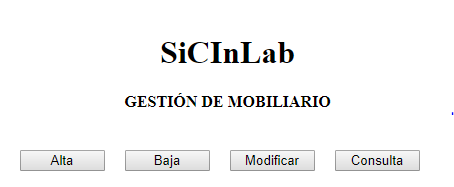 SiCInLab
GESTIÓN DE MOBILIARIO
Alta Baja Modificar Consulta